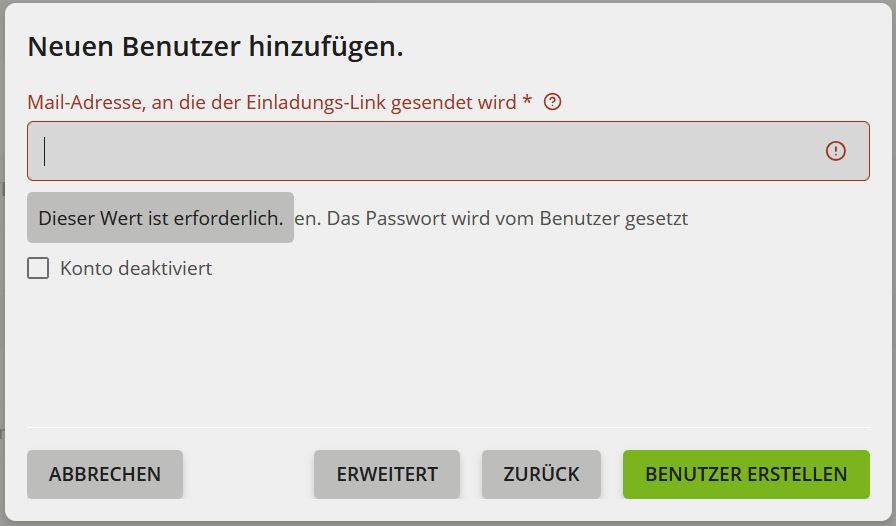 Neuen Benutzer hinzufügen.
Mail-Adresse, an die der Einladungs-Link gesendet wird *
Dieser Wert ist erforderlich. en. Das Passwort wird vom Benutzer gesetzt
Konto deaktiviert
ABBRECHEN ERWEITERT ZURÜCK BENUTZER ERSTELLEN